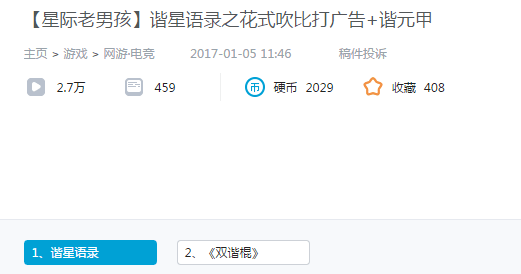 【星际老男孩】谐星语录之花式吹比打广告+谐元甲
主页 > 游戏 > 网游·电竞 2017-01-05 11:46 稿件投诉
2.7万 459 币 硬币 2029 收藏 408
1、谐星语录 2、《双谐棍》